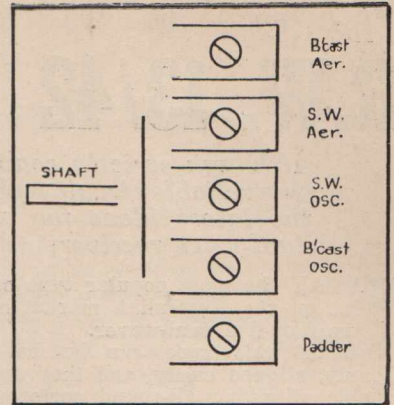 B'cast
Aer.
S.W.
Aer.
SHAFT
S.W.
OSC.
B'cast
Osc.
Padder